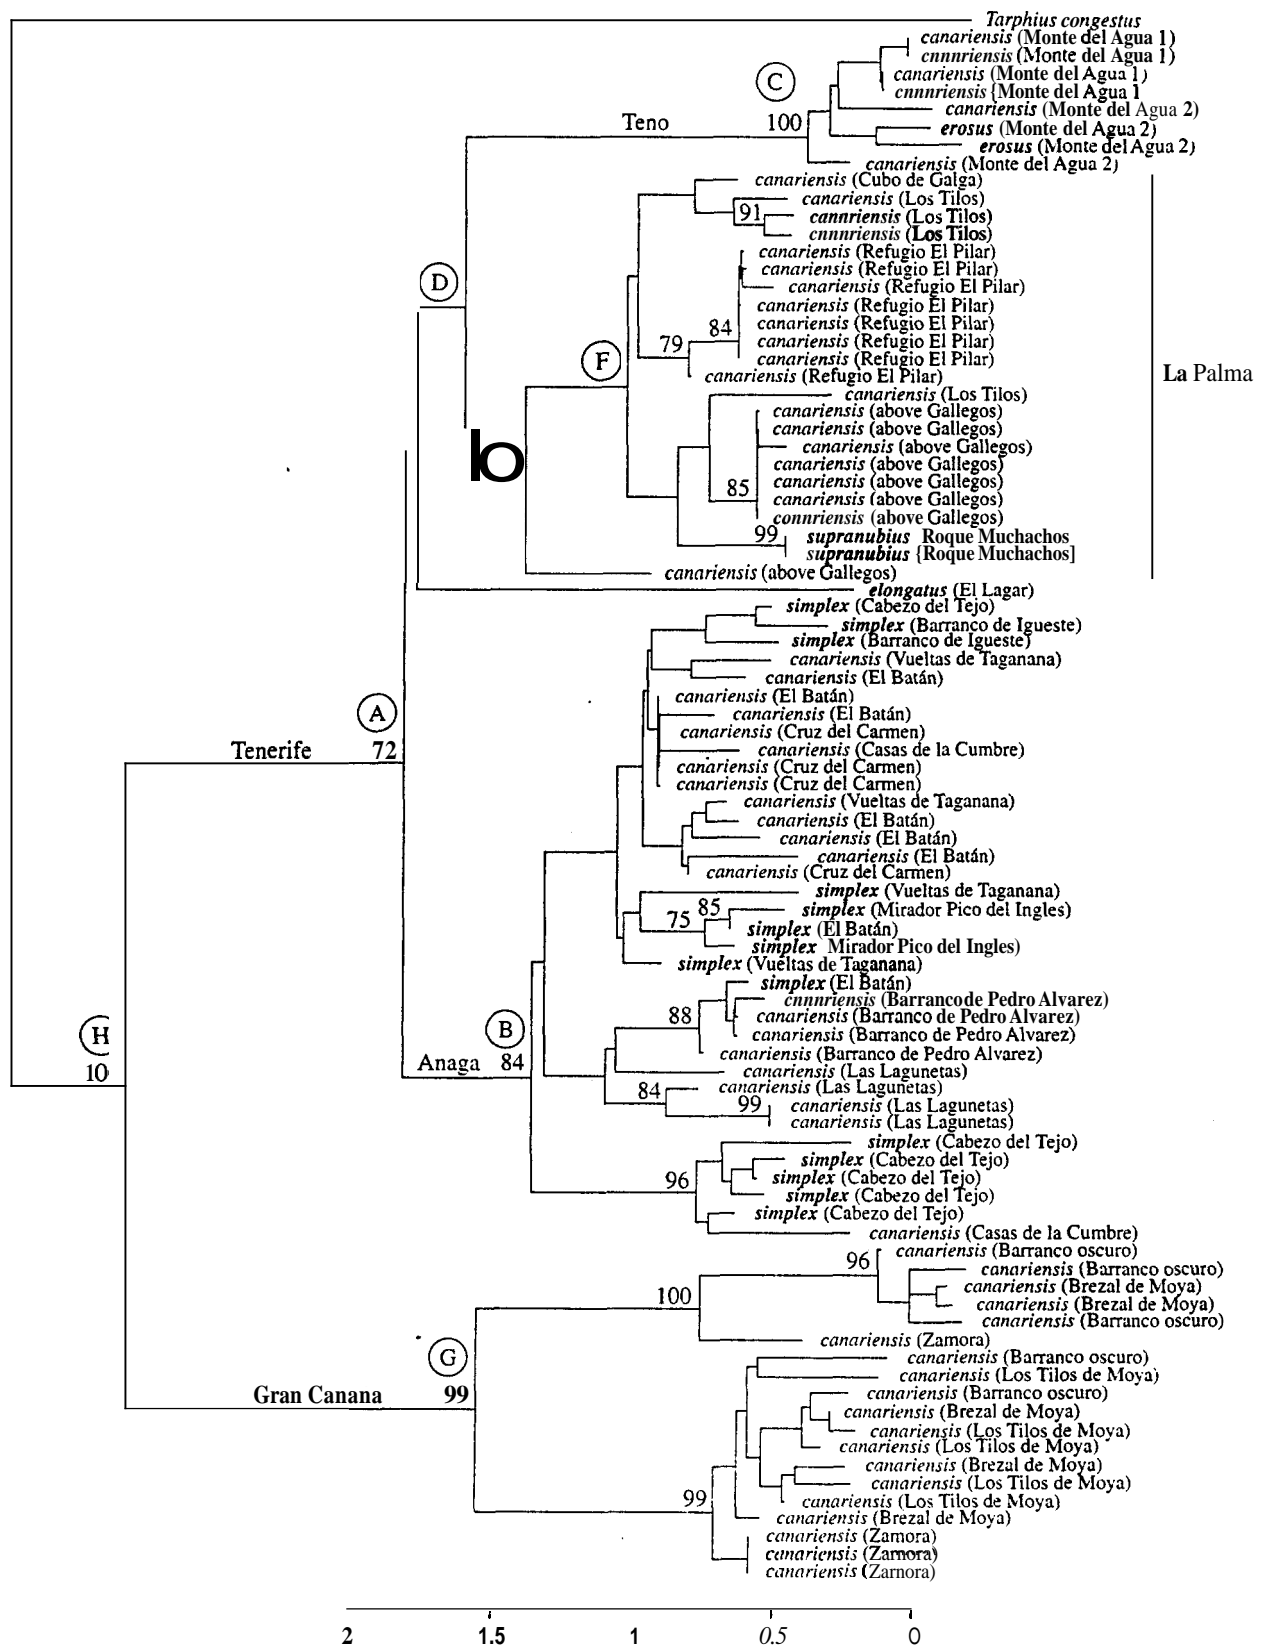 Tarphius congestus
canariensis (Monte del Agua 1)
cnnnriensis (Monte del Agua 1)
canariensis (Monte del Agua 1)
cnnnriensis {Monte del Agua 1
canariensis (Monte del Agua 2)
erosus (Monte del Agua 2)
erosus (Monte del Agua 2)
canariensis (Monte del Agua 2)
C
Teno 100
canariensis (Cubo de Galga)
canariensis (Los Tilos)
91 cannriensis (Los Tilos)
cnnnriensis (Los Tilos)
canariensis (Refugio El Pilar)
canariensis (Refugio El Pilar)
D
canariensis (Refugio El Pilar)
canariensis (Refugio El Pilar)
canariensis (Refugio El Pilar)
84
79 canariensis (Refugio El Pilar)
F
canariensis (Refugio El Pilar)
canariensis (Refugio El Pilar)
La Palma
canariensis (Los Tilos)
canariensis (above Gallegos)
canariensis (above Gallegos)
canariensis (above Gallegos)
lo
canariensis (above Gallegos)
canariensis (above Gallegos)
85
canariensis (above Gallegos)
connriensis (above Gallegos)
99 supranubius Roque Muchachos
supranubius {Roque Muchachos]
canariensis (above Gallegos)
elongatus (El Lagar)
simplex (Cabezo del Tejo)
simplex (Barranco de Igueste)
simplex (Barranco de Igueste)
canariensis (Vueltas de Taganana)
canariensis (El Batán)
canariensis (El Batán)
canariensis (El Batán)
A
canariensis (Cruz del Carmen)
Tenerife 72
canariensis (Casas de la Cumbre)
canariensis (Cruz del Carmen)
canariensis (Cruz del Carmen)
canariensis (Vueltas de Taganana)
canariensis (El Batán)
canariensis (El Batán)
canariensis (El Batán)
canariensis (Cruz del Carmen)
simplex (Vueltas de Taganana)
85 simplex (Mirador Pico del Ingles)
75 simplex (El Batán)
simplex Mirador Pico del Ingles)
simplex (Vueltas de Taganana)
simplex (El Batán)
cnnnriensis (Barrancode Pedro Alvarez)
88 canariensis (Barranco de Pedro Alvarez)
canariensis (Barranco de Pedro Alvarez)
B
H
canariensis (Barranco de Pedro Alvarez)
Anaga 84
10
canariensis (Las Lagunetas)
84 canariensis (Las Lagunetas)
99 canariensis (Las Lagunetas)
canariensis (Las Lagunetas)
simplex (Cabezo del Tejo)
simplex (Cabezo del Tejo)
96 simplex (Cabezo del Tejo)
simplex (Cabezo del Tejo)
simplex (Cabezo del Tejo)
canariensis (Casas de la Cumbre)
canariensis (Barranco oscuro)
96
canariensis (Barranco oscuro)
canariensis (Brezal de Moya)
100
canariensis (Brezal de Moya)
canariensis (Barranco oscuro)
canariensis (Zamora)
G
canariensis (Barranco oscuro)
canariensis (Los Tilos de Moya)
Gran Canana 99
canariensis (Barranco oscuro)
canariensis (Brezal de Moya)
canariensis (Los Tilos de Moya)
canariensis (Los Tilos de Moya)
canariensis (Brezal de Moya)
canariensis (Los Tilos de Moya)
99
canariensis (Los Tilos de Moya)
canariensis (Brezal de Moya)
canariensis (Zamora)
canariensis (Zamora)
canariensis (Zarnora)
2 1.5 1 0.5 0